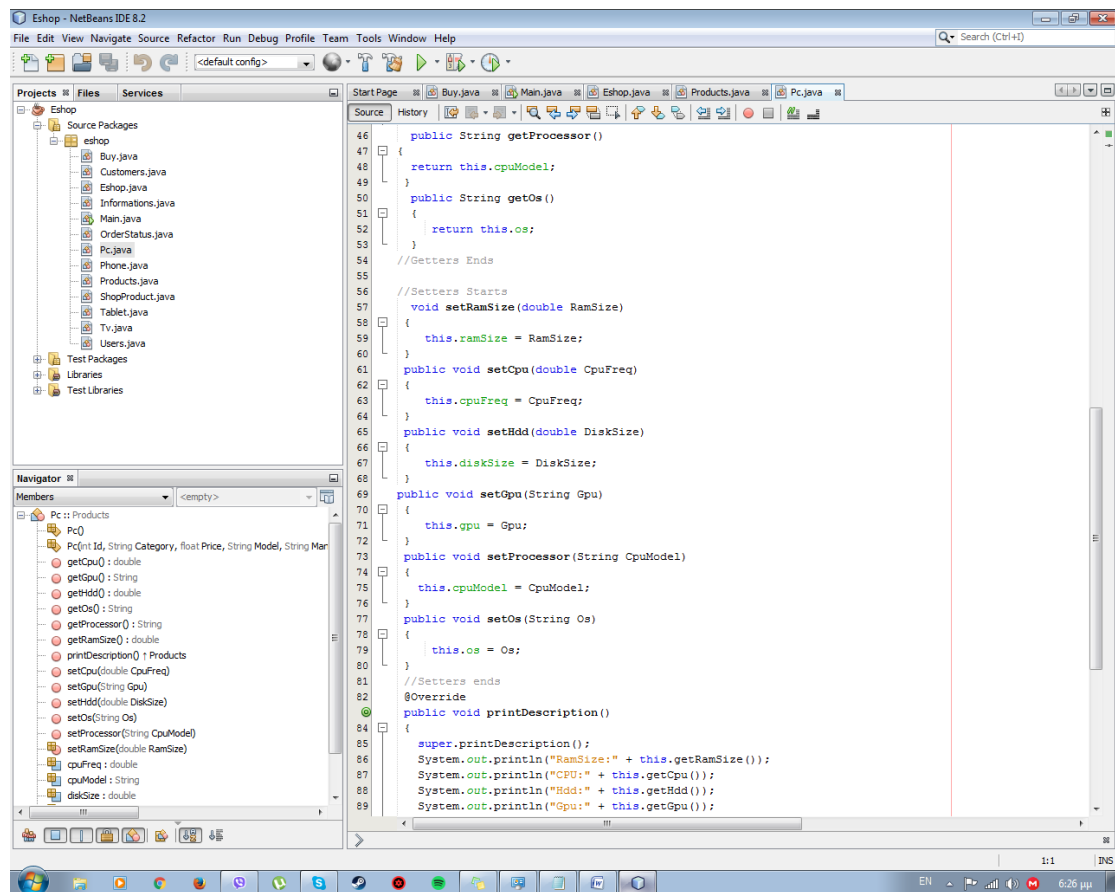 Eshop - NetBeans IDE 8.2
File Edit View Navigate Source Refactor Run Debug Profile Team Tools Window Help
Search (Ctrl+I)
<default config>
Projects Files Services
Eshop
Source Packages
eshop
Buy.java
Customers.java
Eshop.java
Informations.java
Main.java
OrderStatus.java
Pc.java
Phone.java
Products.java
ShopProduct.java
Tablet.java
Tv.java
Users.java
Test Packages
Libraries
Test Libraries
Navigator
Members <empty>
Pc :: Products
Pc()
Pc(int Id, String Category, float Price, String Model, String Mar
getCpu() : double
getGpu() : String
getHdd() : double
getOs() : String
getProcessor() : String
getRamSize() : double
printDescription() ↑ Products
setCpu(double CpuFreq)
setGpu(String Gpu)
setHdd(double DiskSize)
setOs(String Os)
setProcessor(String CpuModel)
setRamSize(double RamSize)
cpuFreq : double
cpuModel : String
diskSize : double
Start Page Buy.java Main.java Eshop.java Products.java Pc.java
Source History
46 public String getProcessor()
47 {
48 return this.cpuModel;
49 }
50 public String getOs()
51 {
52 return this.os;
53 }
54 //Getters Ends
55
56 //Setters Starts
57 void setRamSize(double RamSize)
58 {
59 this.ramSize = RamSize;
60 }
61 public void setCpu(double CpuFreq)
62 {
63 this.cpuFreq = CpuFreq;
64 }
65 public void setHdd(double DiskSize)
66 {
67 this.diskSize = DiskSize;
68 }
69 public void setGpu(String Gpu)
70 {
71 this.gpu = Gpu;
72 }
73 public void setProcessor(String CpuModel)
74 {
75 this.cpuModel = CpuModel;
76 }
77 public void setOs(String Os)
78 {
79 this.os = Os;
80 }
81 //Setters ends
82 @Override
public void printDescription()
84 {
85 super.printDescription();
86 System.out.println("RamSize:" + this.getRamSize());
87 System.out.println("CPU:" + this.getCpu());
88 System.out.println("Hdd:" + this.getHdd());
89 System.out.println("Gpu:" + this.getGpu());
1:1 INS
EN 6:26 μμ